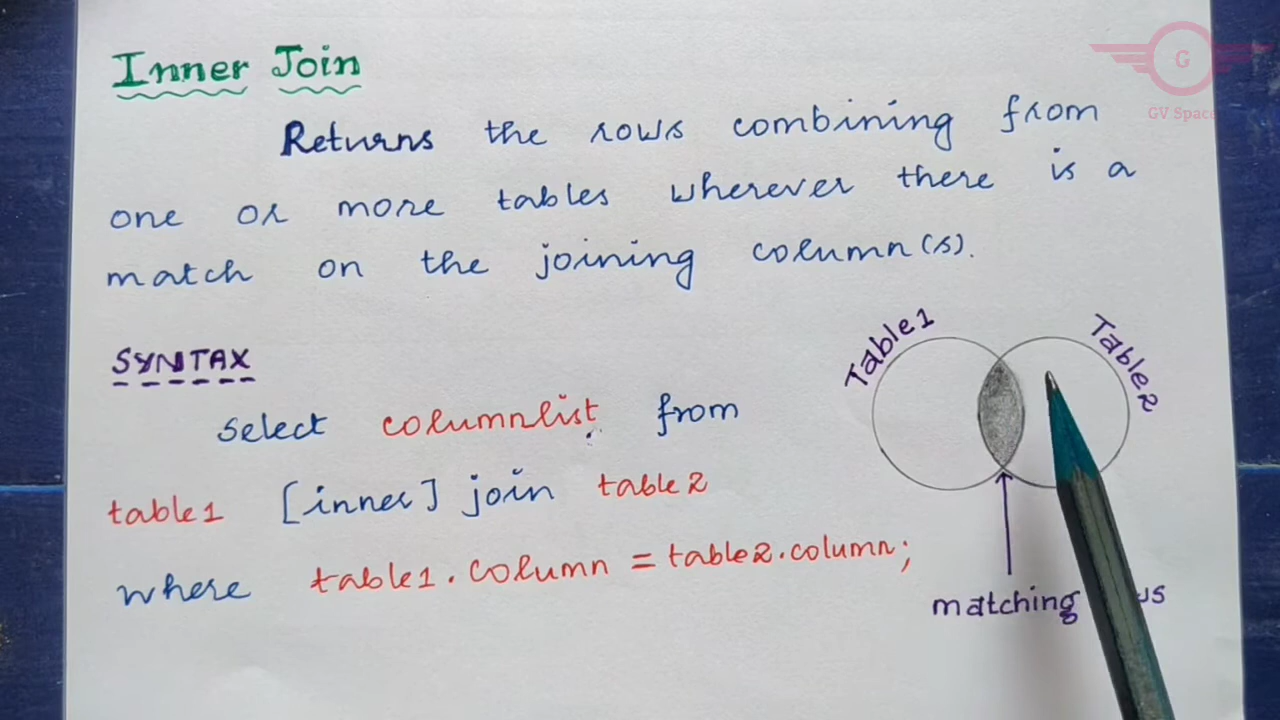 Inner Join
Returns the rows combining from
one or more tables wherever there is a
match on the joining column(s).
SYNTAX
Select columnlist from
table1 [inner] join table2
where table1.column = table2.column;
Table1
Table2
matching
G
GV Space